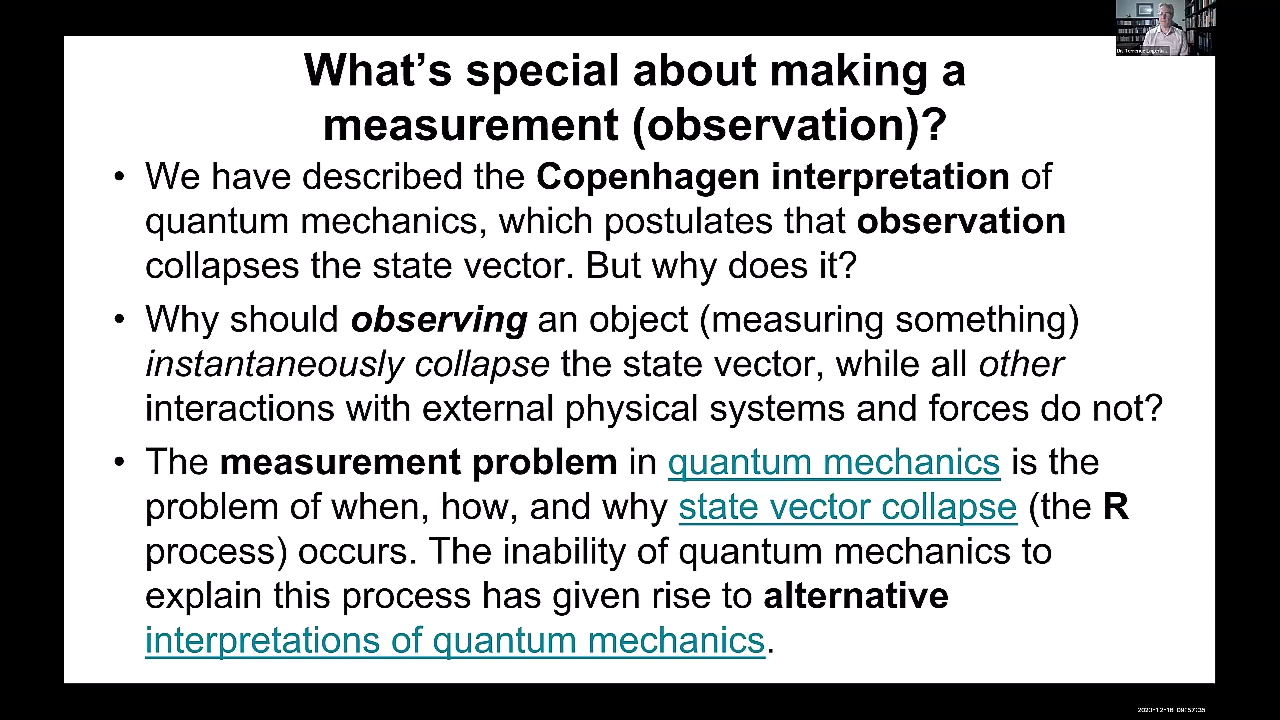 What's special about making a
measurement (observation)?
• We have described the Copenhagen interpretation of
quantum mechanics, which postulates that observation
collapses the state vector. But why does it?
• Why should observing an object (measuring something)
instantaneously collapse the state vector, while all other
interactions with external physical systems and forces do not?
• The measurement problem in quantum mechanics is the
problem of when, how, and why state vector collapse (the R
process) occurs. The inability of quantum mechanics to
explain this process has given rise to alternative
interpretations of quantum mechanics.
Dr. Terrence